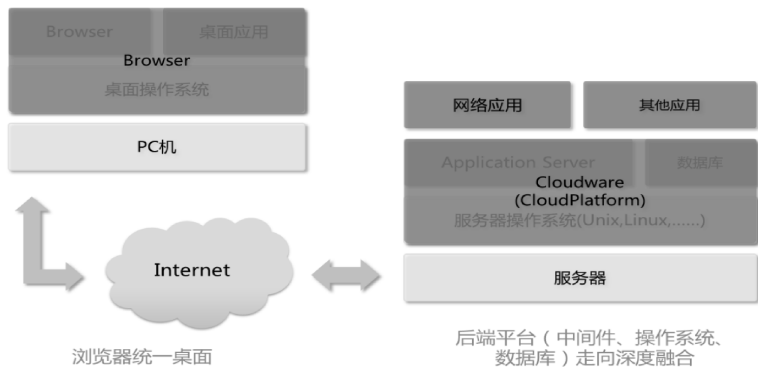 Browser
桌面应用
Browser
桌面操作系统
PC机
网络应用
其他应用
Application Server
数据库
Cloudware
(CloudPlatform)
服务器操作系统(Unix,Linux,......)
服务器
Internet
浏览器统一桌面
后端平台（中间件、操作系统、
数据库）走向深度融合